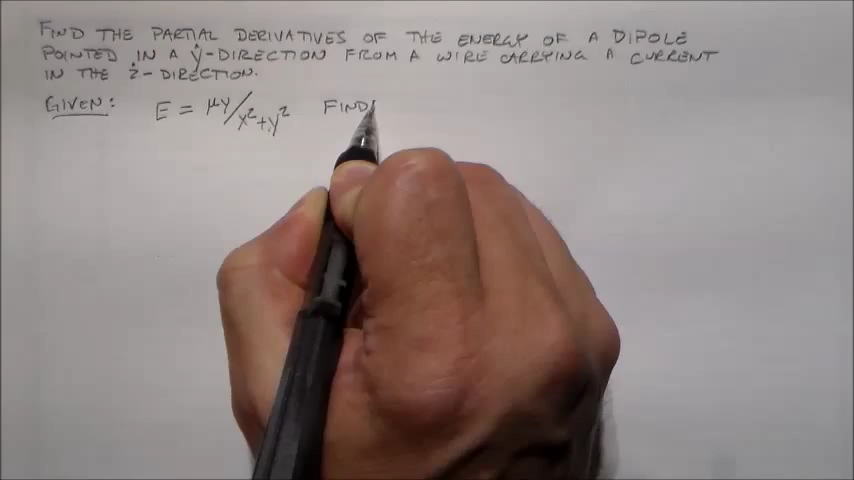 FIND THE PARTIAL DERIVATIVES OF THE ENERGY OF A DIPOLE
POINTED IN A ŷ-DIRECTION FROM A WIRE CARRYING A CURRENT
IN THE ẑ-DIRECTION.
GIVEN: E = μy/x²+y² FIND